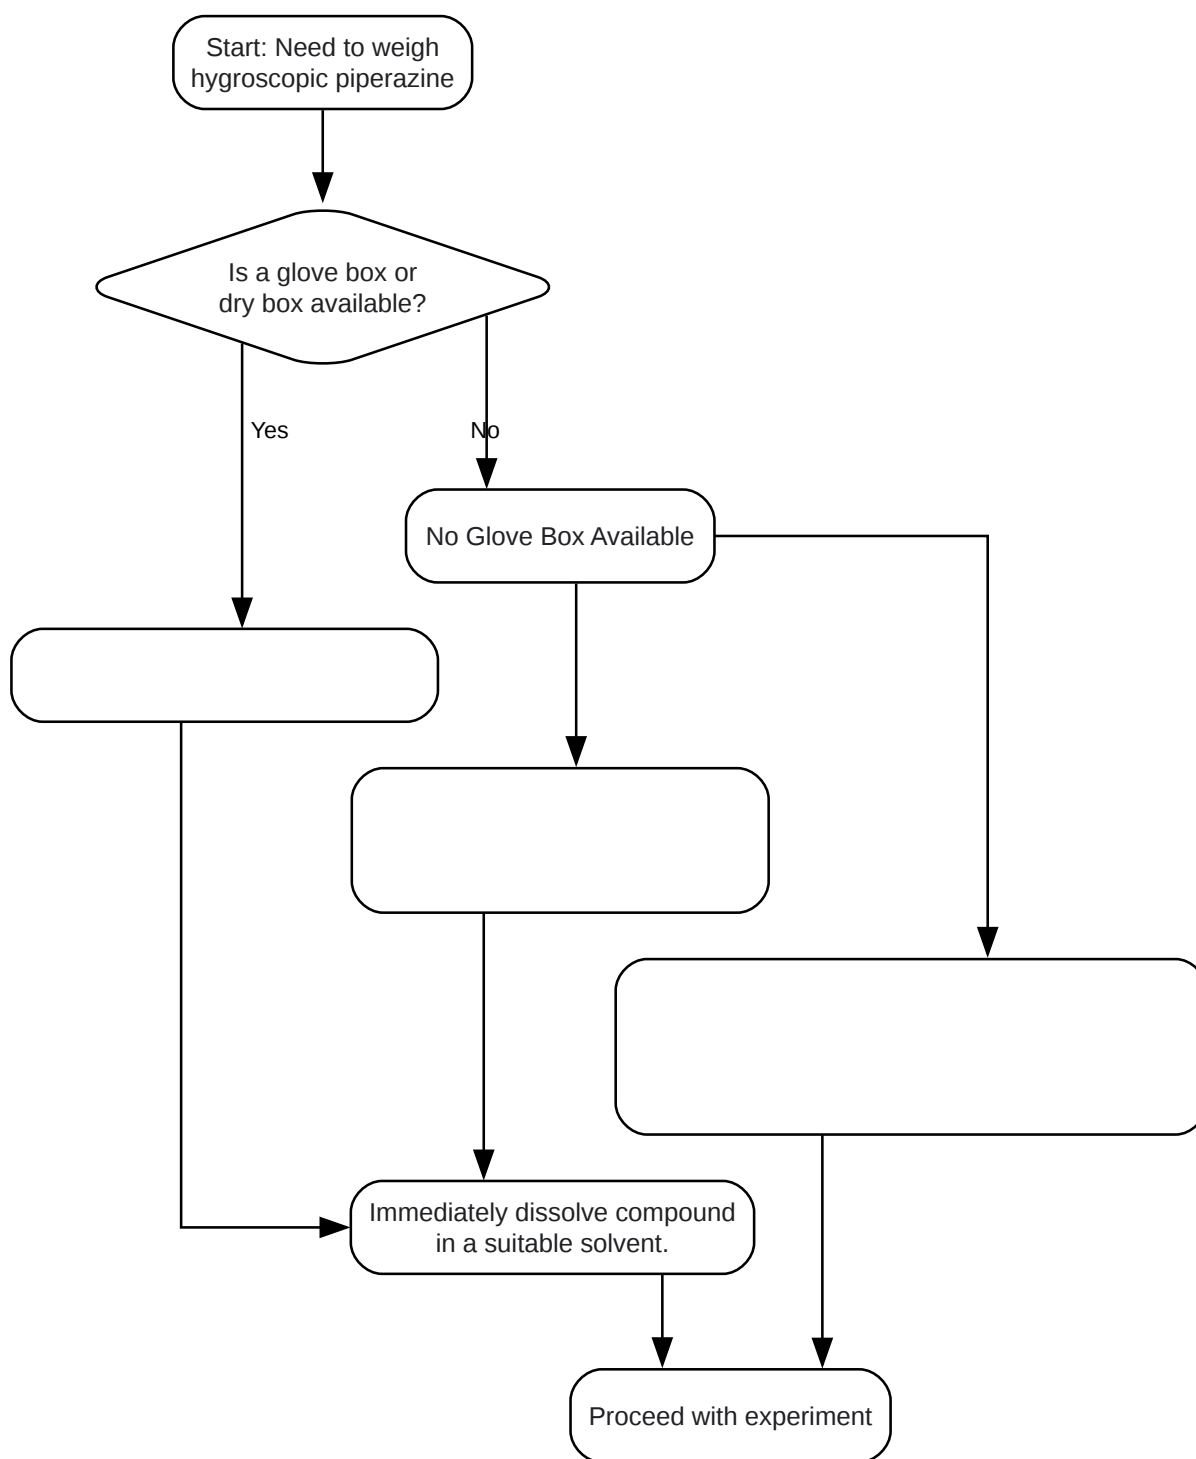 Start: Need to weigh
hygroscopic piperazine
Is a glove box or
dry box available?
Yes
No
No Glove Box Available
Immediately dissolve compound
in a suitable solvent.
Proceed with experiment